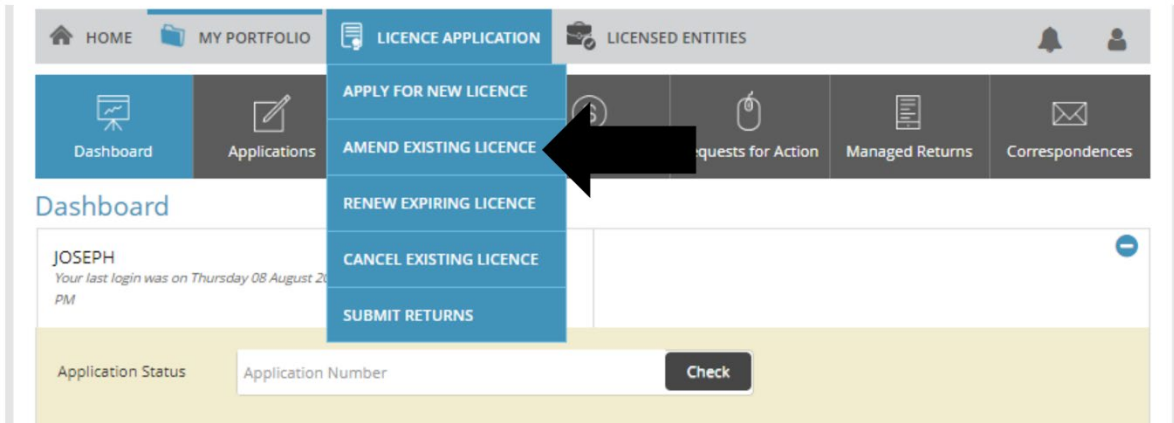 HOME
MY PORTFOLIO
LICENCE APPLICATION
LICENSED ENTITIES
APPLY FOR NEW LICENCE
AMEND EXISTING LICENCE
RENEW EXPIRING LICENCE
CANCEL EXISTING LICENCE
SUBMIT RETURNS
Dashboard
Applications
for Action
Managed Returns
Correspondences
Dashboard
JOSEPH
Your last login was on Thursday 08 August
PM
Application Status
Application Number
Check